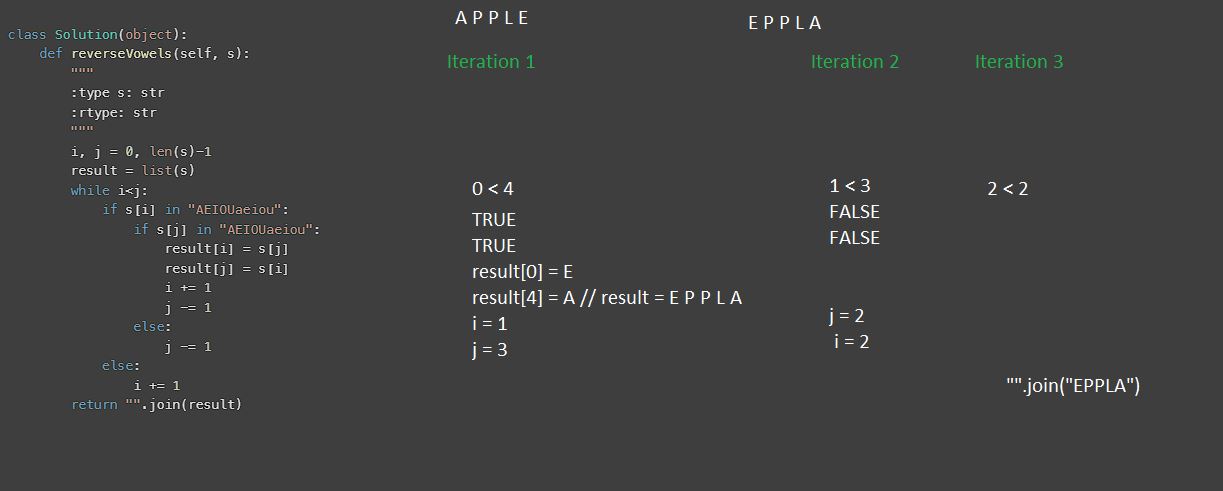 A P P L E
E P P L A
class Solution(object):
def reverseVowels(self, s):
"""
:type s: str
:rtype: str
"""
i, j = 0, len(s)-1
result = list(s)
while i<j:
if s[i] in "AEIOUaeiou":
if s[j] in "AEIOUaeiou":
result[i] = s[j]
result[j] = s[i]
i += 1
j -= 1
else:
j -= 1
else:
i += 1
return "".join(result)
Iteration 1
0 < 4
TRUE
TRUE
result[0] = E
result[4] = A // result = E P P L A
i = 1
j = 3
Iteration 2
1 < 3
FALSE
FALSE
j = 2
i = 2
Iteration 3
2 < 2
"".join("EPPLA")